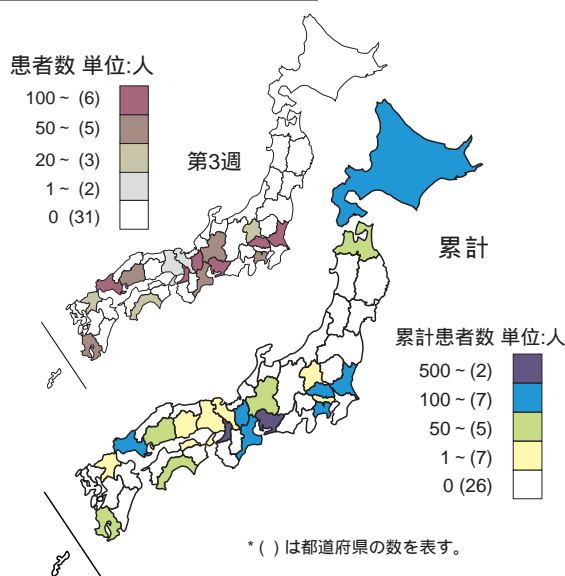 患者数 単位:人
100~ (6)
50~ (5)
20~ (3)
1~ (2)
0 (31)
第3週
累計
累計患者数 単位:人
500~(2)
100~(7)
50~(5)
1~(7)
0 (26)
*( )は都道府県の数を表す。